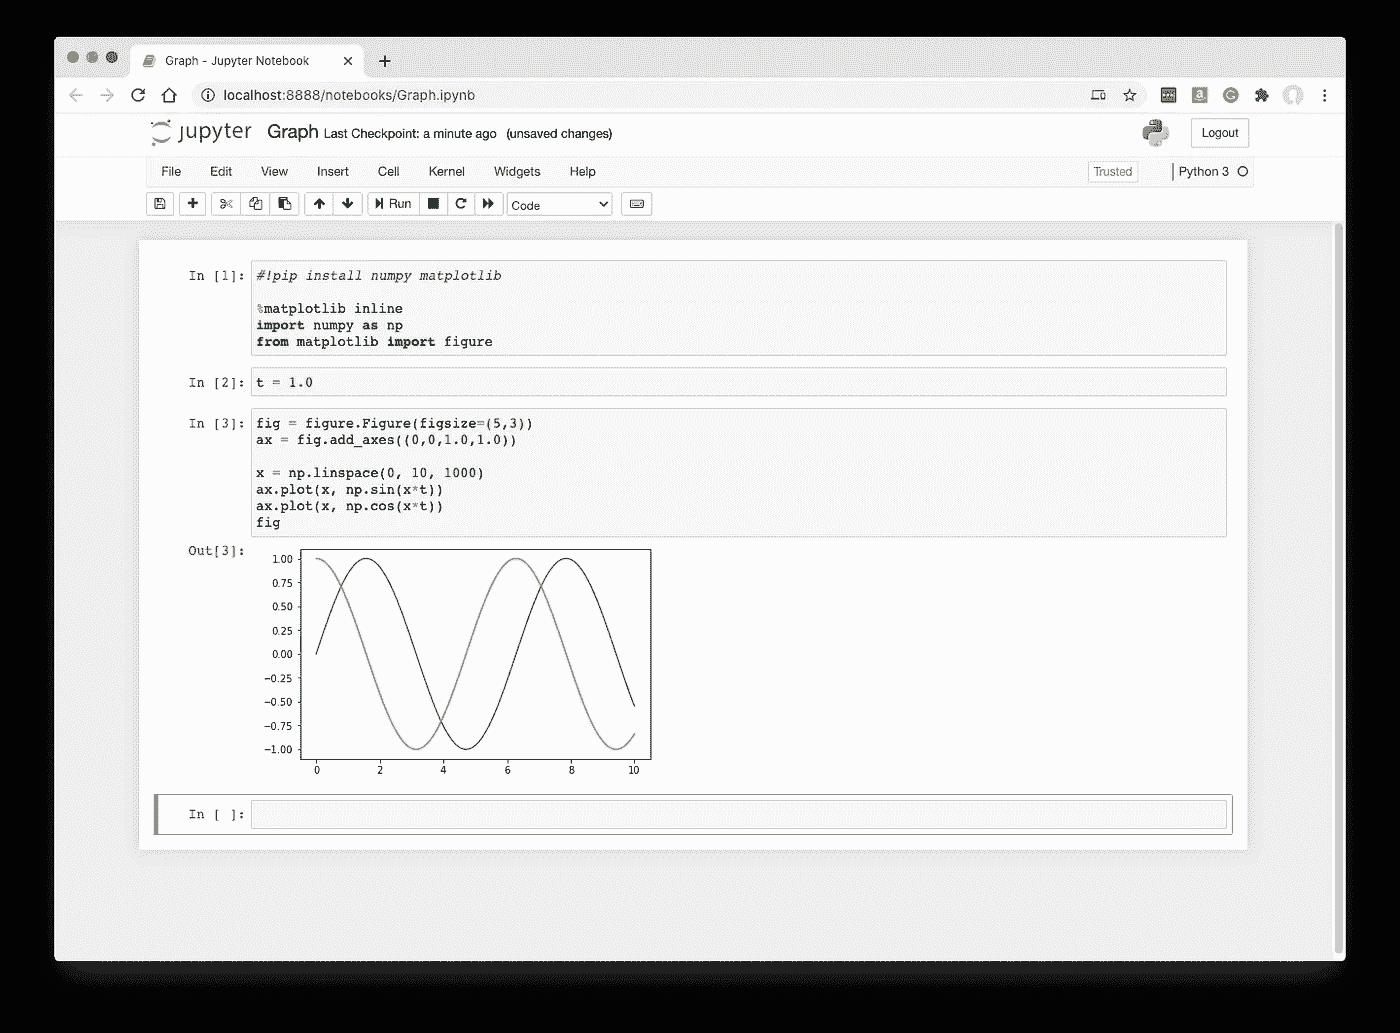 Graph - Jupyter Notebook
localhost:8888/notebooks/Graph.ipynb
jupyter Graph Last Checkpoint: a minute ago (unsaved changes) Logout
File Edit View Insert Cell Kernel Widgets Help Trusted Python 3
Run Code
In [1]: #!pip install numpy matplotlib
%matplotlib inline
import numpy as np
from matplotlib import figure
In [2]: t = 1.0
In [3]: fig = figure.Figure(figsize=(5,3))
ax = fig.add_axes((0,0,1.0,1.0))
x = np.linspace(0, 10, 1000)
ax.plot(x, np.sin(x*t))
ax.plot(x, np.cos(x*t))
fig
Out[3]:
1.00
0.75
0.50
0.25
0.00
−0.25
−0.50
−0.75
−1.00
0 2 4 6 8 10
In [ ]: